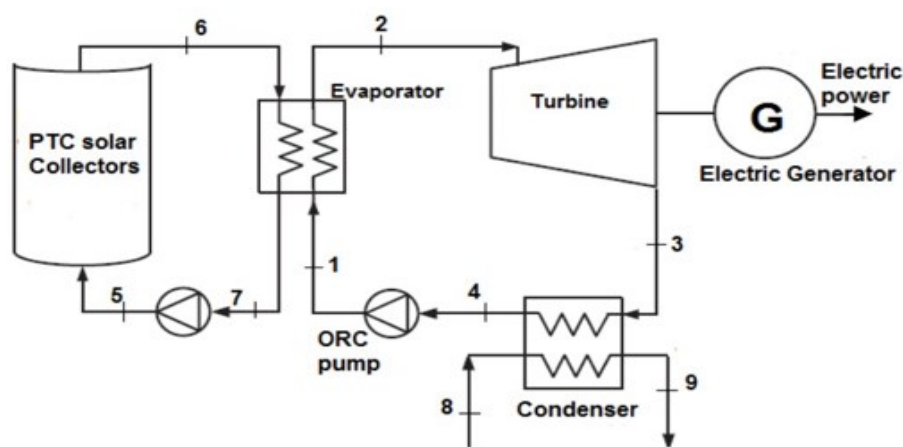 6
2
Evaporator
PTC solar
Collectors
Turbine
Electric
power
G
Electric Generator
3
1
5
7
4
ORC
pump
8
9
Condenser